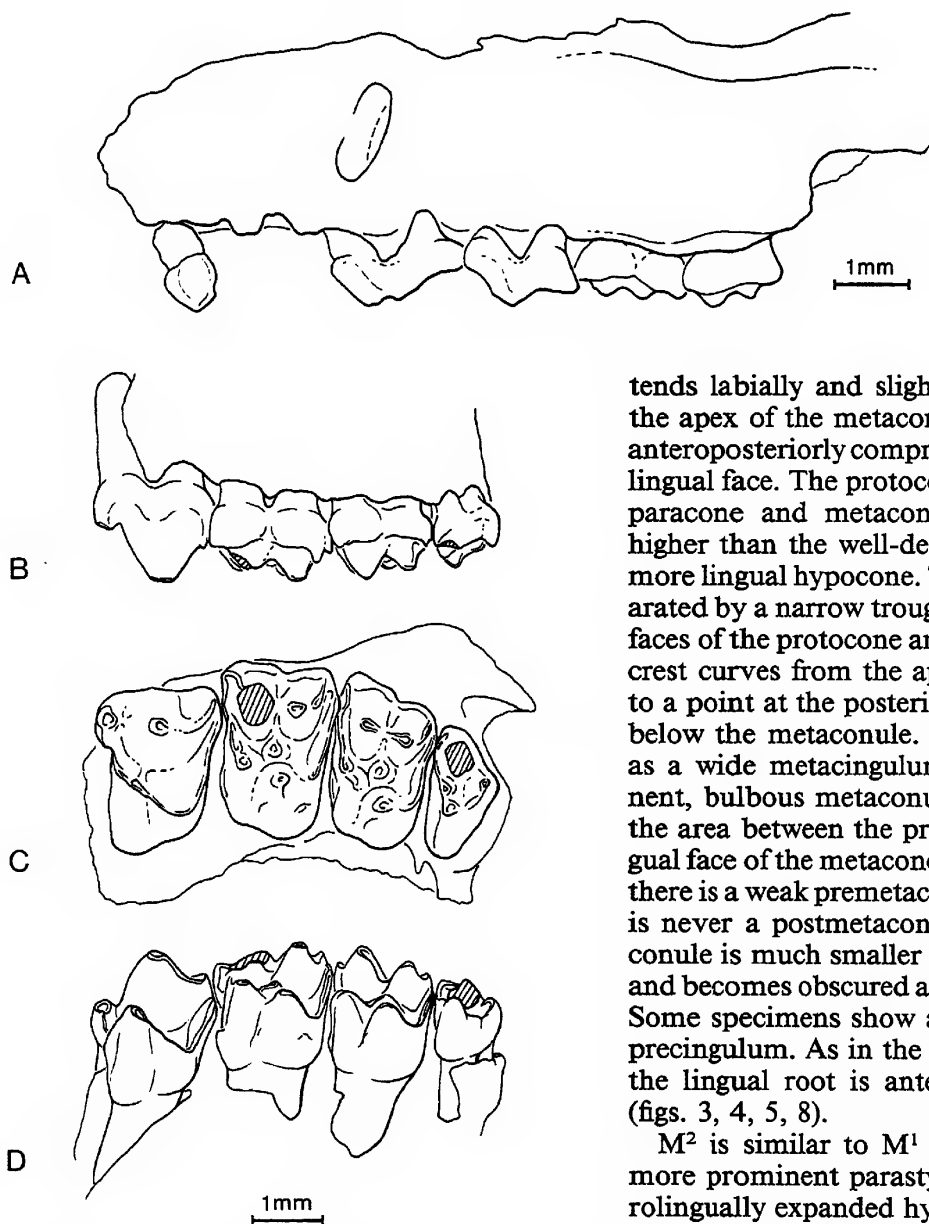 A
1mm
B
C
D
1mm
tends labially and sligh
the apex of the metacon
anteroposteriorly compr
lingual face. The protoco
paracone and metacon
higher than the well-de
more lingual hypocone. T
arated by a narrow troug
faces of the protocone an
crest curves from the ap
to a point at the posteri
below the metaconule.
as a wide metacingulum
nent, bulbous metaconu
the area between the pr
gual face of the metacone
there is a weak premetac
is never a postmetacon
conule is much smaller
and becomes obscured a
Some specimens show a
precingulum. As in the
the lingual root is ante
(figs. 3, 4, 5, 8).
M² is similar to M¹
more prominent parasty
rolingually expanded hy